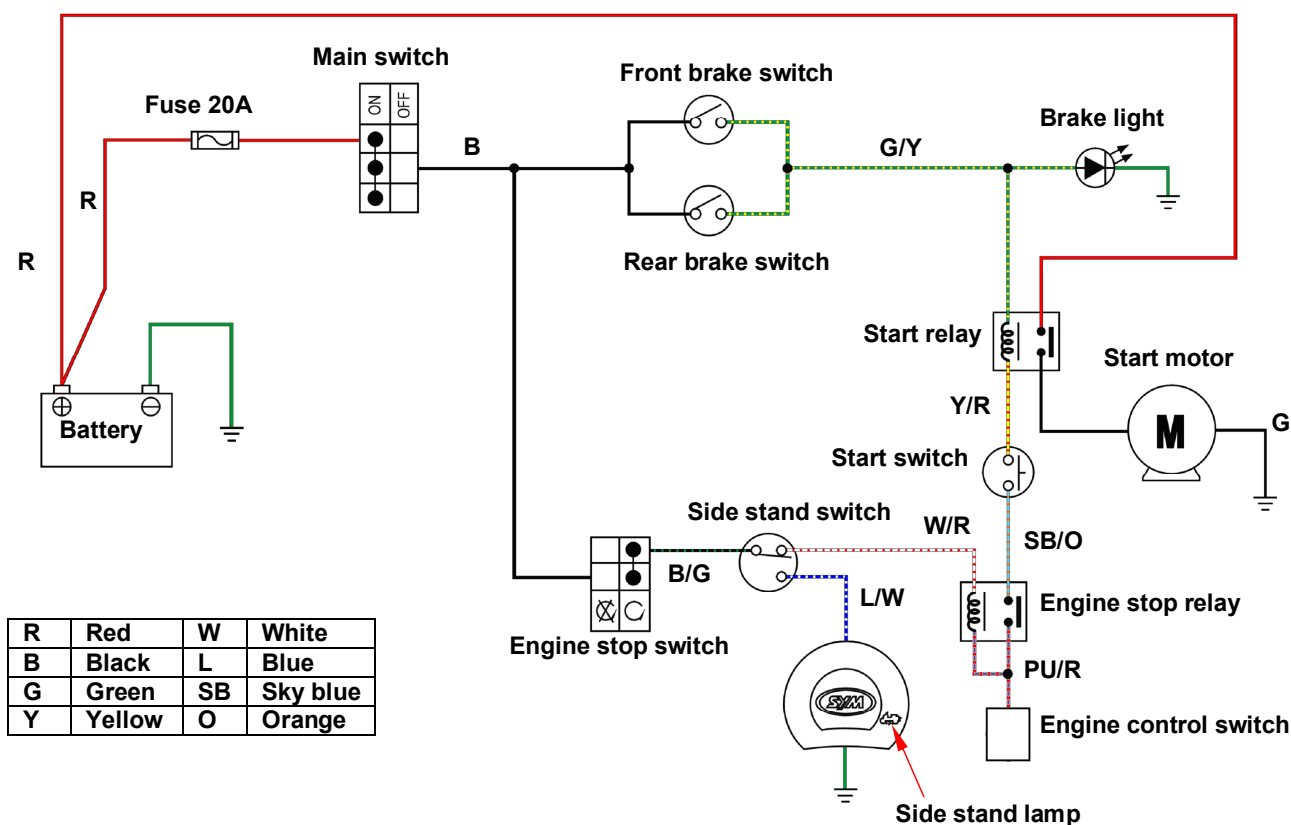 Main switch
Front brake switch
Fuse 20A
ON OFF
Brake light
B
G/Y
R
R
Rear brake switch
Start relay
Start motor
Y/R
M
G
Battery
Start switch
Side stand switch
W/R
SB/O
B/G
L/W
Engine stop relay
Engine stop switch
PU/R
SYM
Engine control switch
Side stand lamp
R Red W White
B Black L Blue
G Green SB Sky blue
Y Yellow O Orange